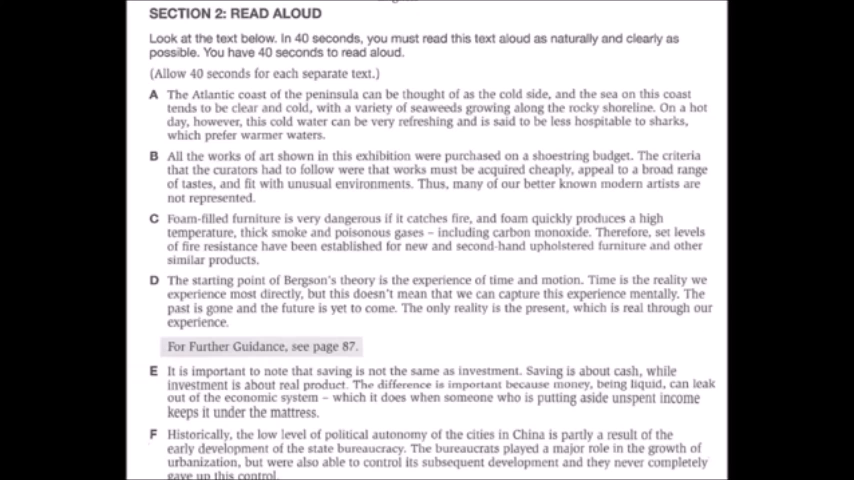 SECTION 2: READ ALOUD
Look at the text below. In 40 seconds, you must read this text aloud as naturally and clearly as
possible. You have 40 seconds to read aloud.
(Allow 40 seconds for each separate text.)
A The Atlantic coast of the peninsula can be thought of as the cold side, and the sea on this coast
tends to be clear and cold, with a variety of seaweeds growing along the rocky shoreline. On a hot
day, however, this cold water can be very refreshing and is said to be less hospitable to sharks,
which prefer warmer waters.
B All the works of art shown in this exhibition were purchased on a shoestring budget. The criteria
that the curators had to follow were that works must be acquired cheaply, appeal to a broad range
of tastes, and fit with unusual environments. Thus, many of our better known modern artists are
not represented.
C Foam-filled furniture is very dangerous if it catches fire, and foam quickly produces a high
temperature, thick smoke and poisonous gases – including carbon monoxide. Therefore, set levels
of fire resistance have been established for new and second-hand upholstered furniture and other
similar products.
D The starting point of Bergson's theory is the experience of time and motion. Time is the reality we
experience most directly, but this doesn't mean that we can capture this experience mentally. The
past is gone and the future is yet to come. The only reality is the present, which is real through our
experience.
For Further Guidance, see page 87.
E It is important to note that saving is not the same as investment. Saving is about cash, while
investment is about real product. The difference is important because money, being liquid, can leak
out of the economic system – which it does when someone who is putting aside unspent income
keeps it under the mattress.
F Historically, the low level of political autonomy of the cities in China is partly a result of the
early development of the state bureaucracy. The bureaucrats played a major role in the growth of
urbanization, but were also able to control its subsequent development and they never completely
gave up this control.